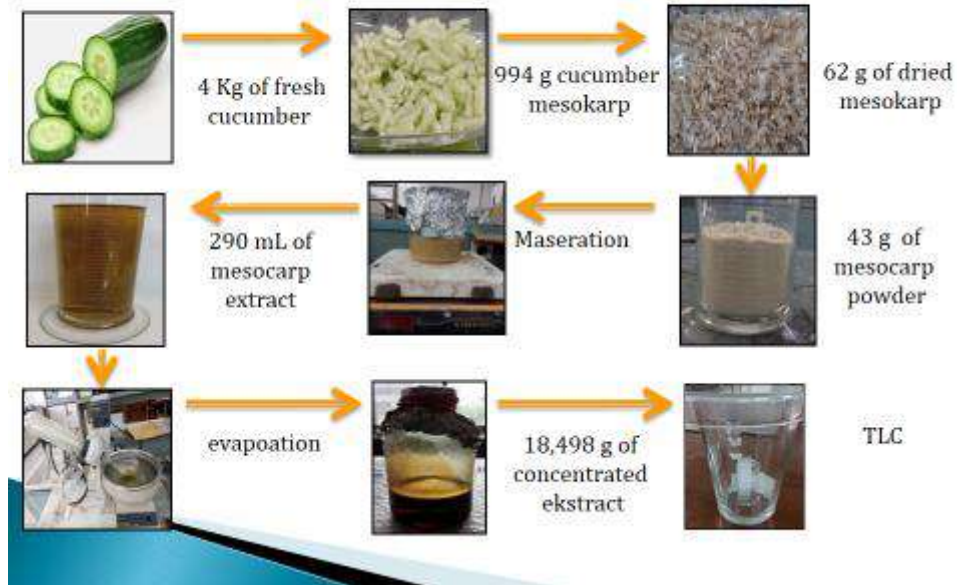 4 Kg of fresh
cucumber
994 g cucumber
mesokarp
62 g of dried
mesokarp
290 mL of
mesocarp
extract
Maseration
43 g of
mesocarp
powder
evapoation
18,498 g of
concentrated
ekstract
TLC